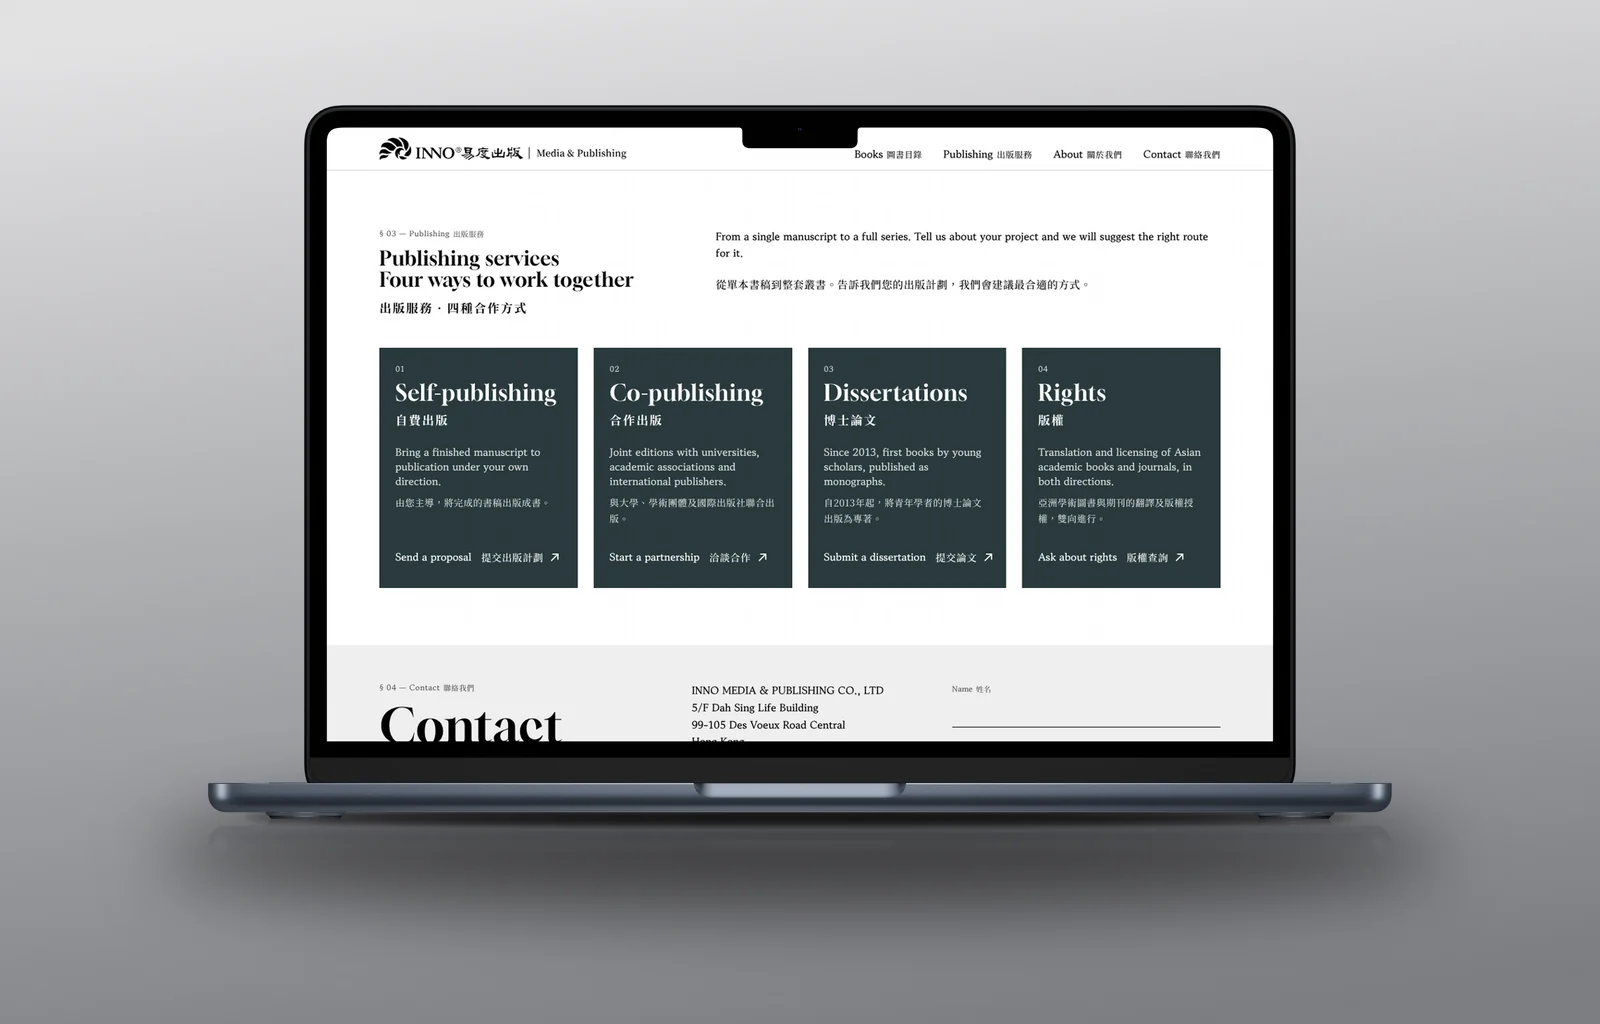 INNO®易度出版 | Media & Publishing
Books 圖書目錄 Publishing 出版服務 About 關於我們 Contact 聯絡我們
§ 03 — Publishing 出版服務
Publishing services
Four ways to work together
出版服務 · 四種合作方式
From a single manuscript to a full series. Tell us about your project and we will suggest the right route
for it.
從單本書稿到整套叢書。告訴我們您的出版計劃，我們會建議最合適的方式。
01
Self-publishing
自費出版
Bring a finished manuscript to
publication under your own
direction.
由您主導，將完成的書稿出版成書。
Send a proposal 提交出版計劃
02
Co-publishing
合作出版
Joint editions with universities,
academic associations and
international publishers.
與大學、學術團體及國際出版社聯合出
版。
Start a partnership 洽談合作
03
Dissertations
博士論文
Since 2013, first books by young
scholars, published as
monographs.
自2013年起，將青年學者的博士論文
出版為專著。
Submit a dissertation 提交論文
04
Rights
版權
Translation and licensing of Asian
academic books and journals, in
both directions.
亞洲學術圖書與期刊的翻譯及版權授
權，雙向進行。
Ask about rights 版權查詢
§ 04 — Contact 聯絡我們
Contact
INNO MEDIA & PUBLISHING CO., LTD
5/F Dah Sing Life Building
99-105 Des Voeux Road Central
Hong Kong
Name 姓名